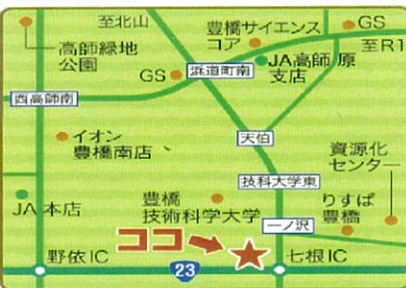 至北山
豊橋サイエンス
コア
GS
至R1
高師緑地
公園
GS
浜道町南
JA高師 原
支店
西高師南
イオン
豊橋南店
天伯
資源化
センター
技科大学東
JA 本店
豊橋
技術科学大学
りすぱ
豊橋
一ノ沢
ココ
野依IC
23
七根IC